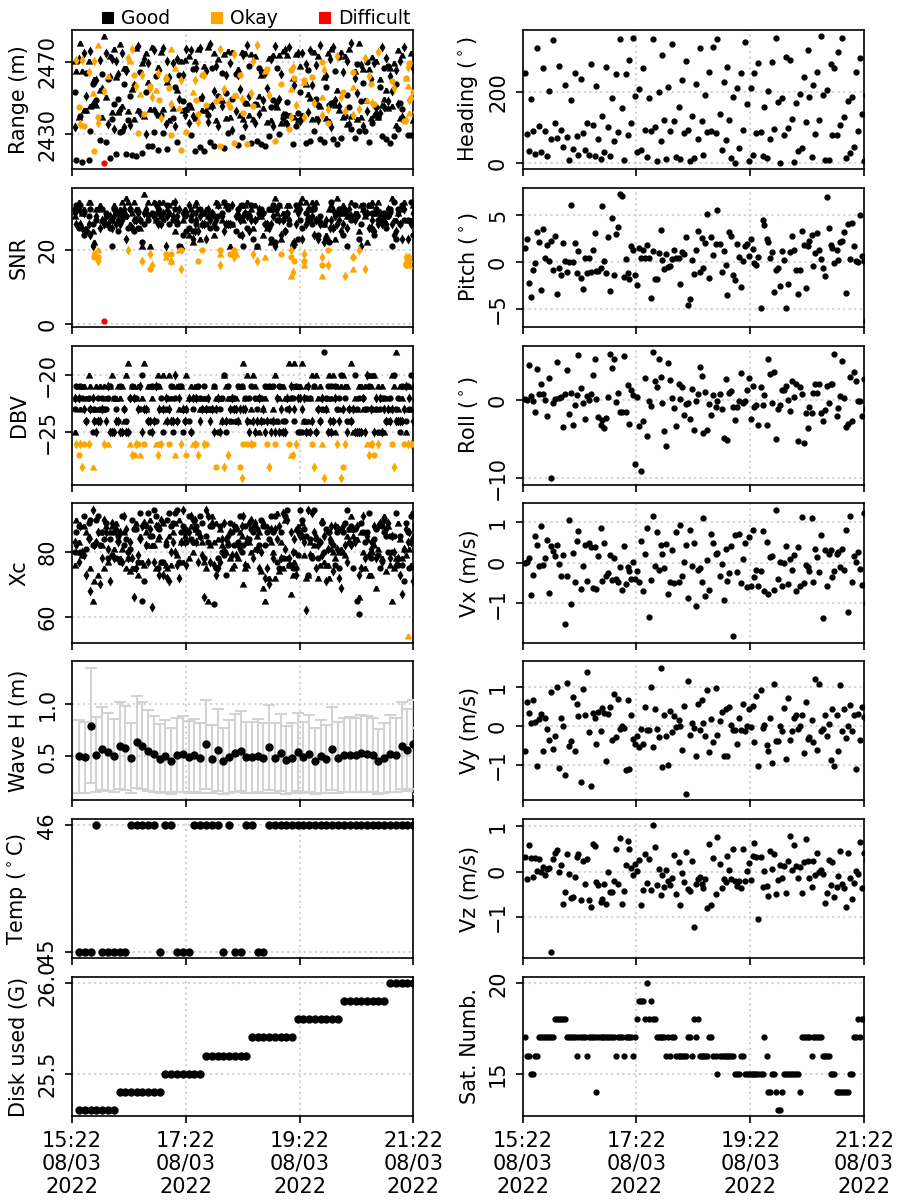 Good Okay Difficult
Range (m)
2470
2430
Heading (°)
200
0
SNR
20
0
Pitch (°)
5
0
−5
DBV
−20
−25
Roll (°)
0
−10
Xc
80
60
Vx (m/s)
1
0
−1
Wave H (m)
1.0
0.5
Vy (m/s)
1
0
−1
Temp (°C)
46
45
Vz (m/s)
1
0
−1
Disk used (G)
26.0
25.5
Sat. Numb.
20
15
15:22 17:22 19:22 21:22
08/03 08/03 08/03 08/03
2022 2022 2022 2022
15:22 17:22 19:22 21:22
08/03 08/03 08/03 08/03
2022 2022 2022 2022